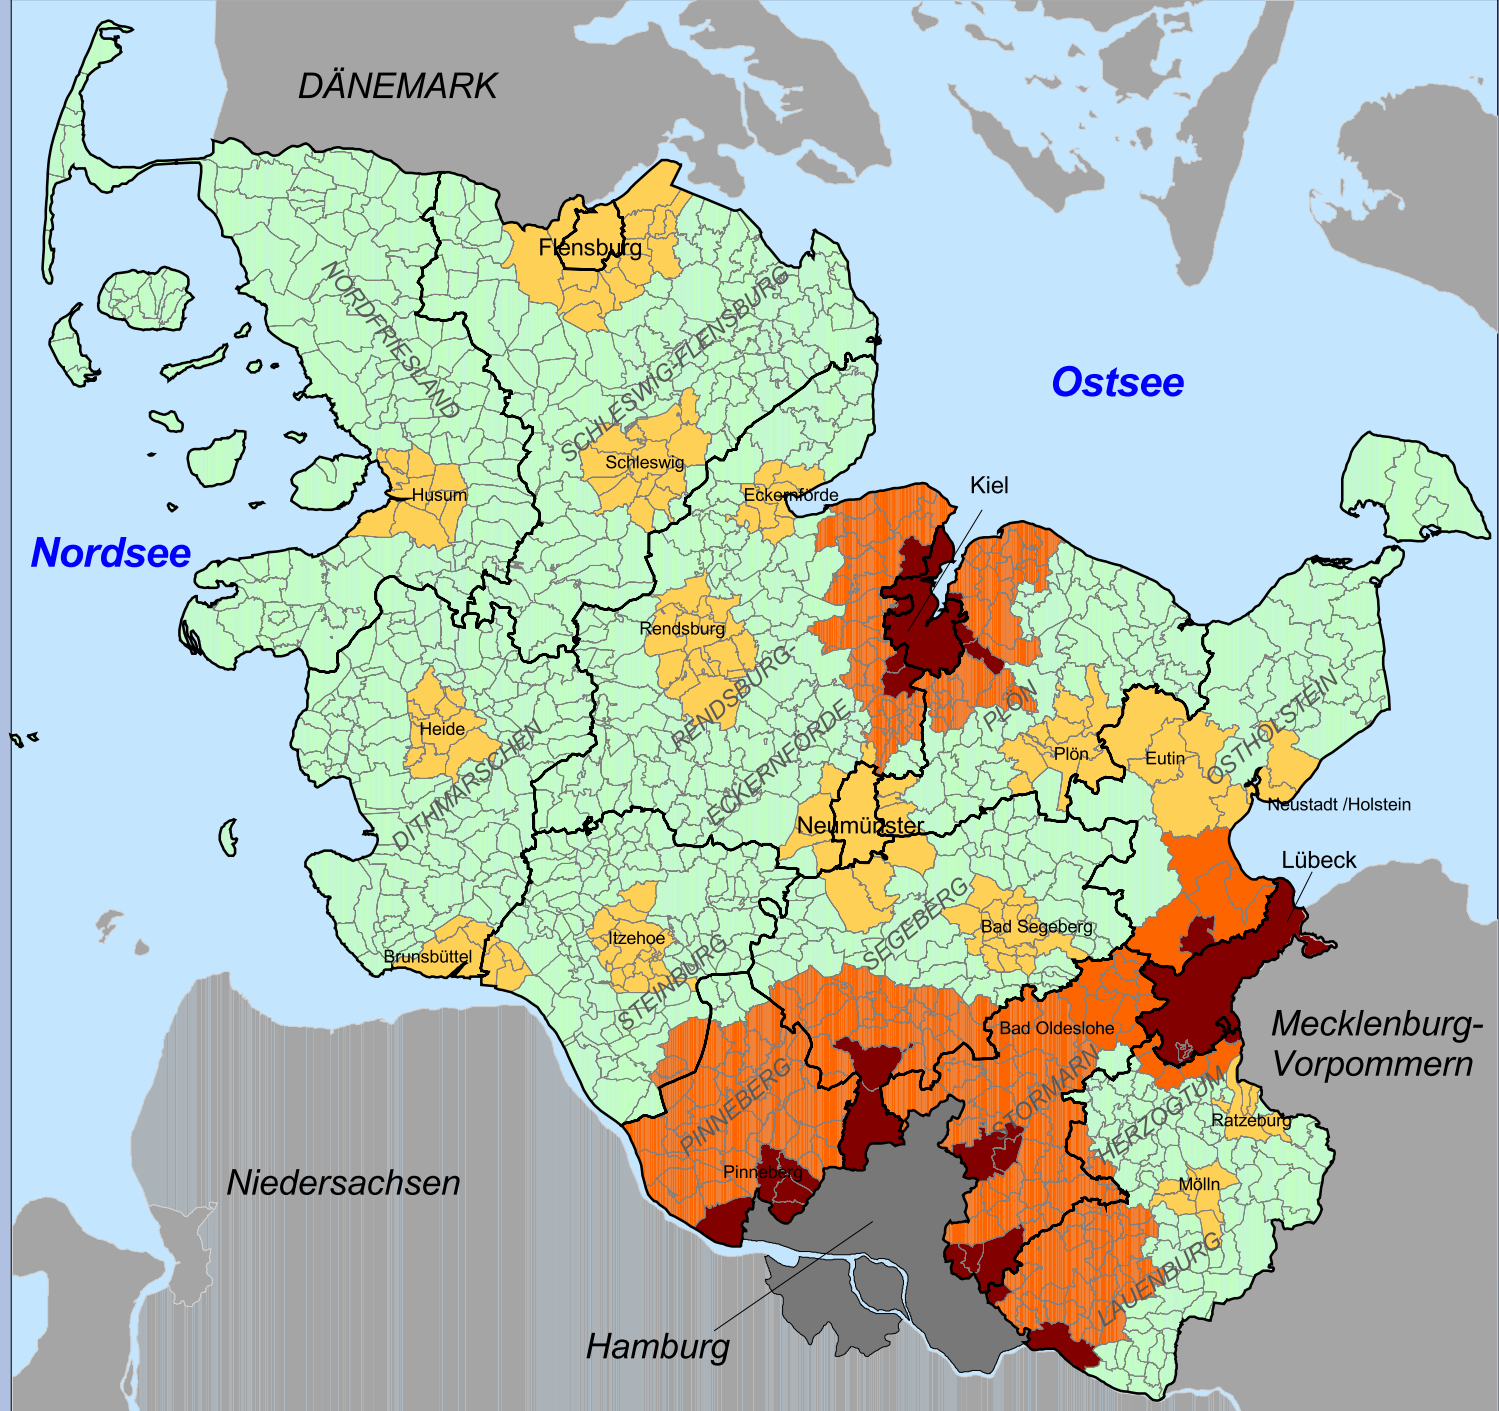 DÄNEMARK
Flensburg
NORDFRIESLAND
SCHLESWIG-FLENSBURG
Ostsee
Schleswig
Husum
Eckernförde
Kiel
Nordsee
Rendsburg
RENDSBURG-
ECKERNFÖRDE
PLÖN
Heide
DITHMARSCHEN
Plön
Eutin
OSTHOLSTEIN
Neustadt /Holstein
Neumünster
Lübeck
SEGEBERG
Bad Segeberg
Itzehoe
Brunsbüttel
STEINBURG
Bad Oldeslohe
Mecklenburg-
Vorpommern
PINNEBERG
STORMARN
HERZOGTUM
Ratzeburg
Pinneberg
Mölln
Niedersachsen
LAUENBURG
Hamburg